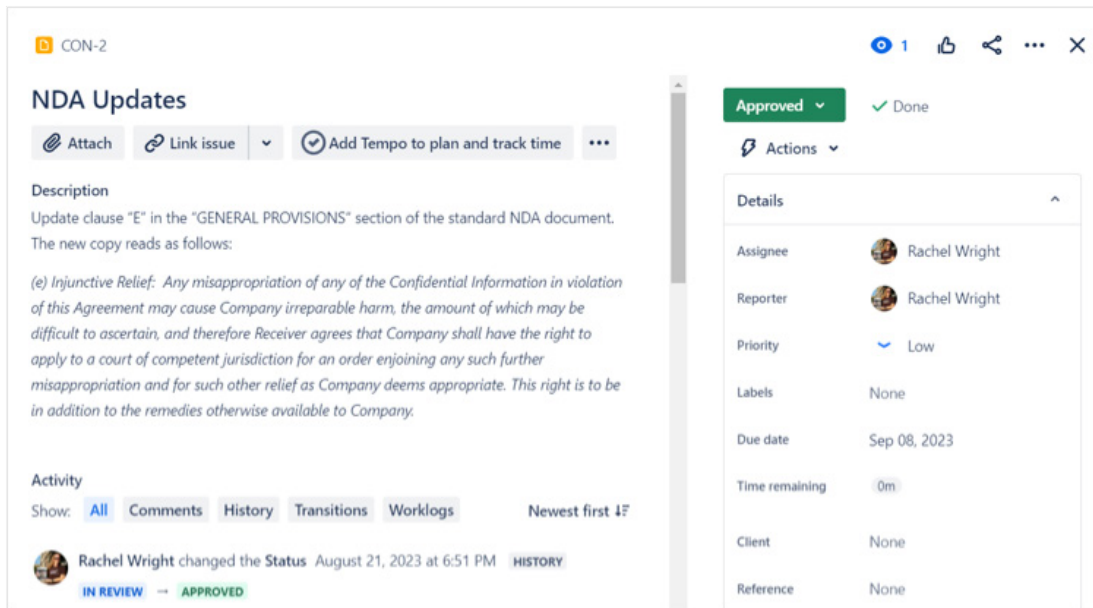 CON-2
1
NDA Updates
Attach
Link issue
Add Tempo to plan and track time
Description
Update clause “E” in the “GENERAL PROVISIONS” section of the standard NDA document.
The new copy reads as follows:
(e) Injunctive Relief: Any misappropriation of any of the Confidential Information in violation
of this Agreement may cause Company irreparable harm, the amount of which may be
difficult to ascertain, and therefore Receiver agrees that Company shall have the right to
apply to a court of competent jurisdiction for an order enjoining any such further
misappropriation and for such other relief as Company deems appropriate. This right is to be
in addition to the remedies otherwise available to Company.
Activity
Show: All Comments History Transitions Worklogs Newest first
Rachel Wright changed the Status August 21, 2023 at 6:51 PM HISTORY
IN REVIEW → APPROVED
Approved
Done
Actions
Details
Assignee Rachel Wright
Reporter Rachel Wright
Priority Low
Labels None
Due date Sep 08, 2023
Time remaining 0m
Client None
Reference None